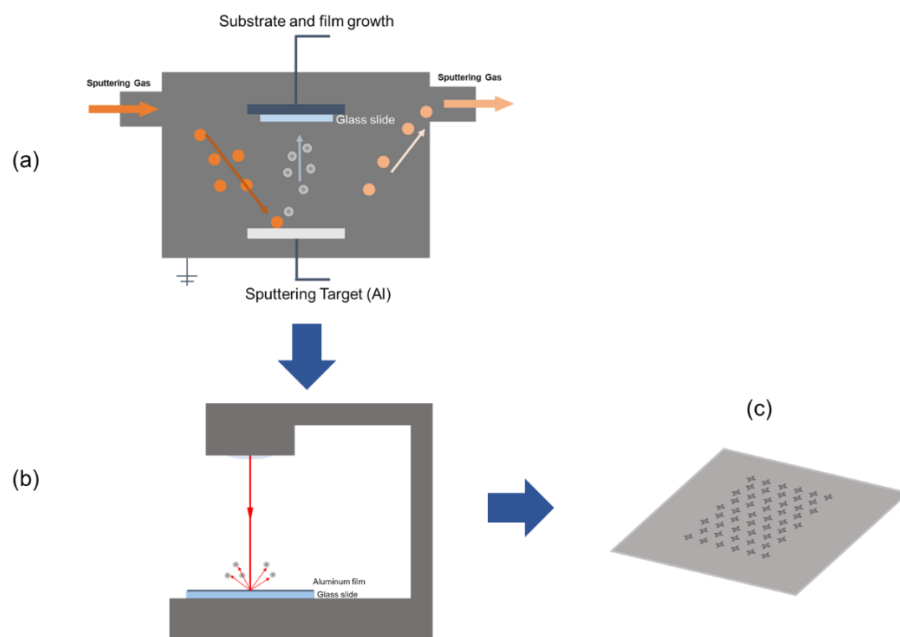 Substrate and film growth
Sputtering Gas
Sputtering Gas
Glass slide
(a)
Sputtering Target (Al)
(c)
(b)
Aluminum film
Glass slide